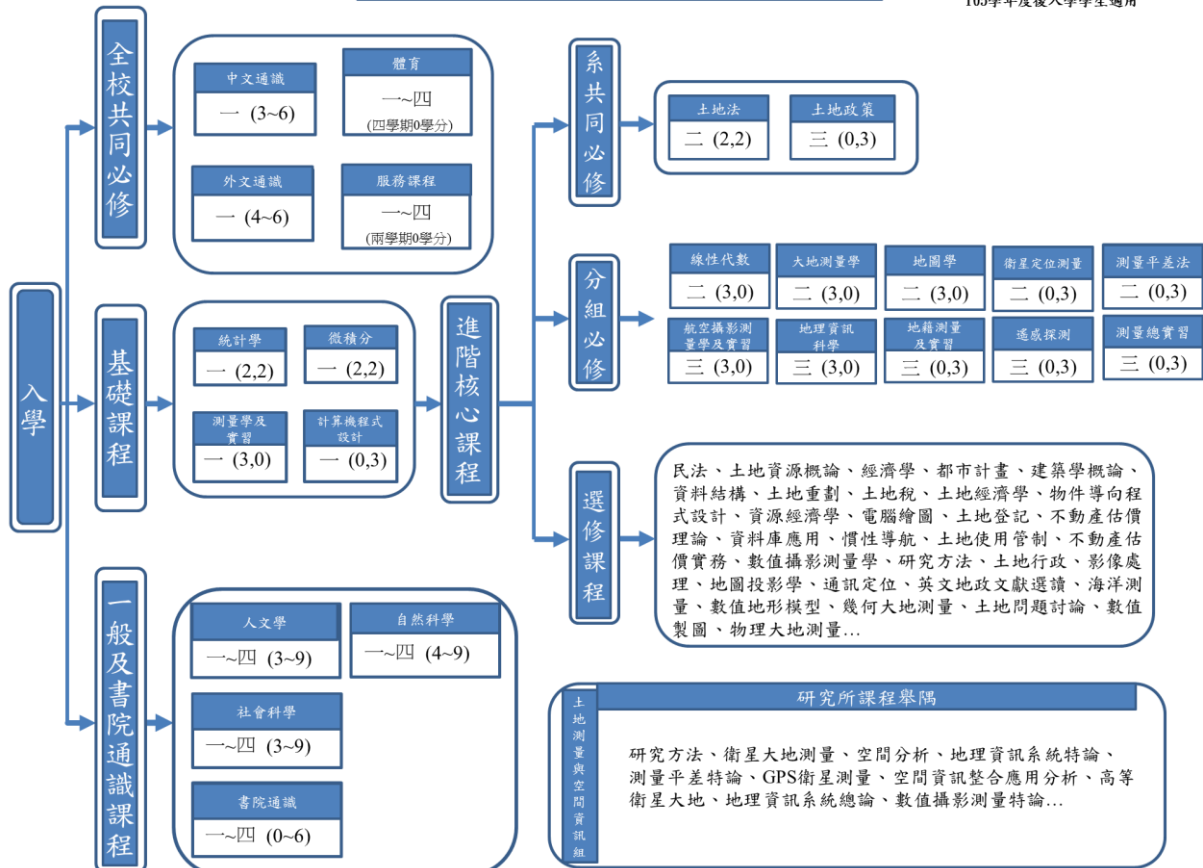 105學年度後入學學生適用
入學
全校共同必修
中文通識
一 (3~6)
體育
一~四
(四學期0學分)
外文通識
一 (4~6)
服務課程
一~四
(兩學期0學分)
基礎課程
統計學
一 (2,2)
微積分
一 (2,2)
測量學及
實習
一 (3,0)
計算機程式
設計
一 (0,3)
一般及書院通識課程
人文學
一~四 (3~9)
自然科學
一~四 (4~9)
社會科學
一~四 (3~9)
書院通識
一~四 (0~6)
進階核心課程
系共同必修
土地法
二 (2,2)
土地政策
三 (0,3)
分組必修
線性代數
二 (3,0)
大地測量學
二 (3,0)
地圖學
二 (3,0)
衛星定位測量
二 (0,3)
測量平差法
二 (0,3)
航空攝影測
量學及實習
三 (3,0)
地理資訊
科學
三 (3,0)
地籍測量
及實習
三 (0,3)
遙感探測
三 (0,3)
測量總實習
三 (0,3)
選修課程
民法、土地資源概論、經濟學、都市計畫、建築學概論、
資料結構、土地重劃、土地稅、土地經濟學、物件導向程
式設計、資源經濟學、電腦繪圖、土地登記、不動產估價
理論、資料庫應用、慣性導航、土地使用管制、不動產估
價實務、數值攝影測量學、研究方法、土地行政、影像處
理、地圖投影學、通訊定位、英文地政文獻選讀、海洋測
量、數值地形模型、幾何大地測量、土地問題討論、數值
製圖、物理大地測量…
土地測量與空間資訊組
研究所課程舉隅
研究方法、衛星大地測量、空間分析、地理資訊系統特論、
測量平差特論、GPS衛星測量、空間資訊整合應用分析、高等
衛星大地、地理資訊系統總論、數值攝影測量特論…